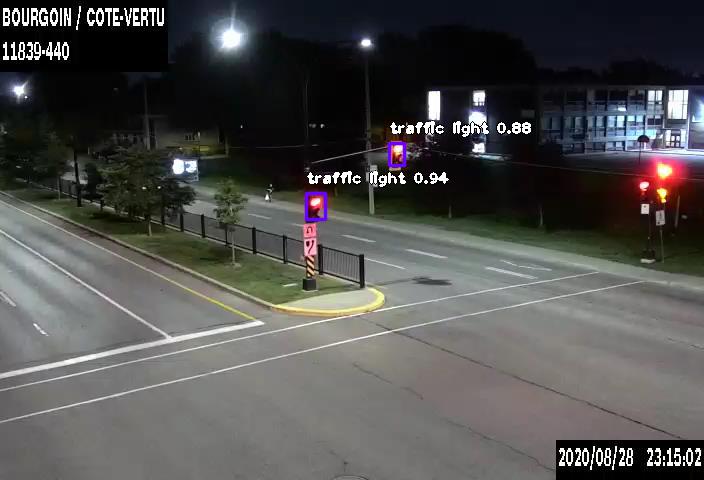 BOURGOIN / COTE-VERTU
11839-440
traffic light 0.88
traffic light 0.94
2020/08/28 23:15:02